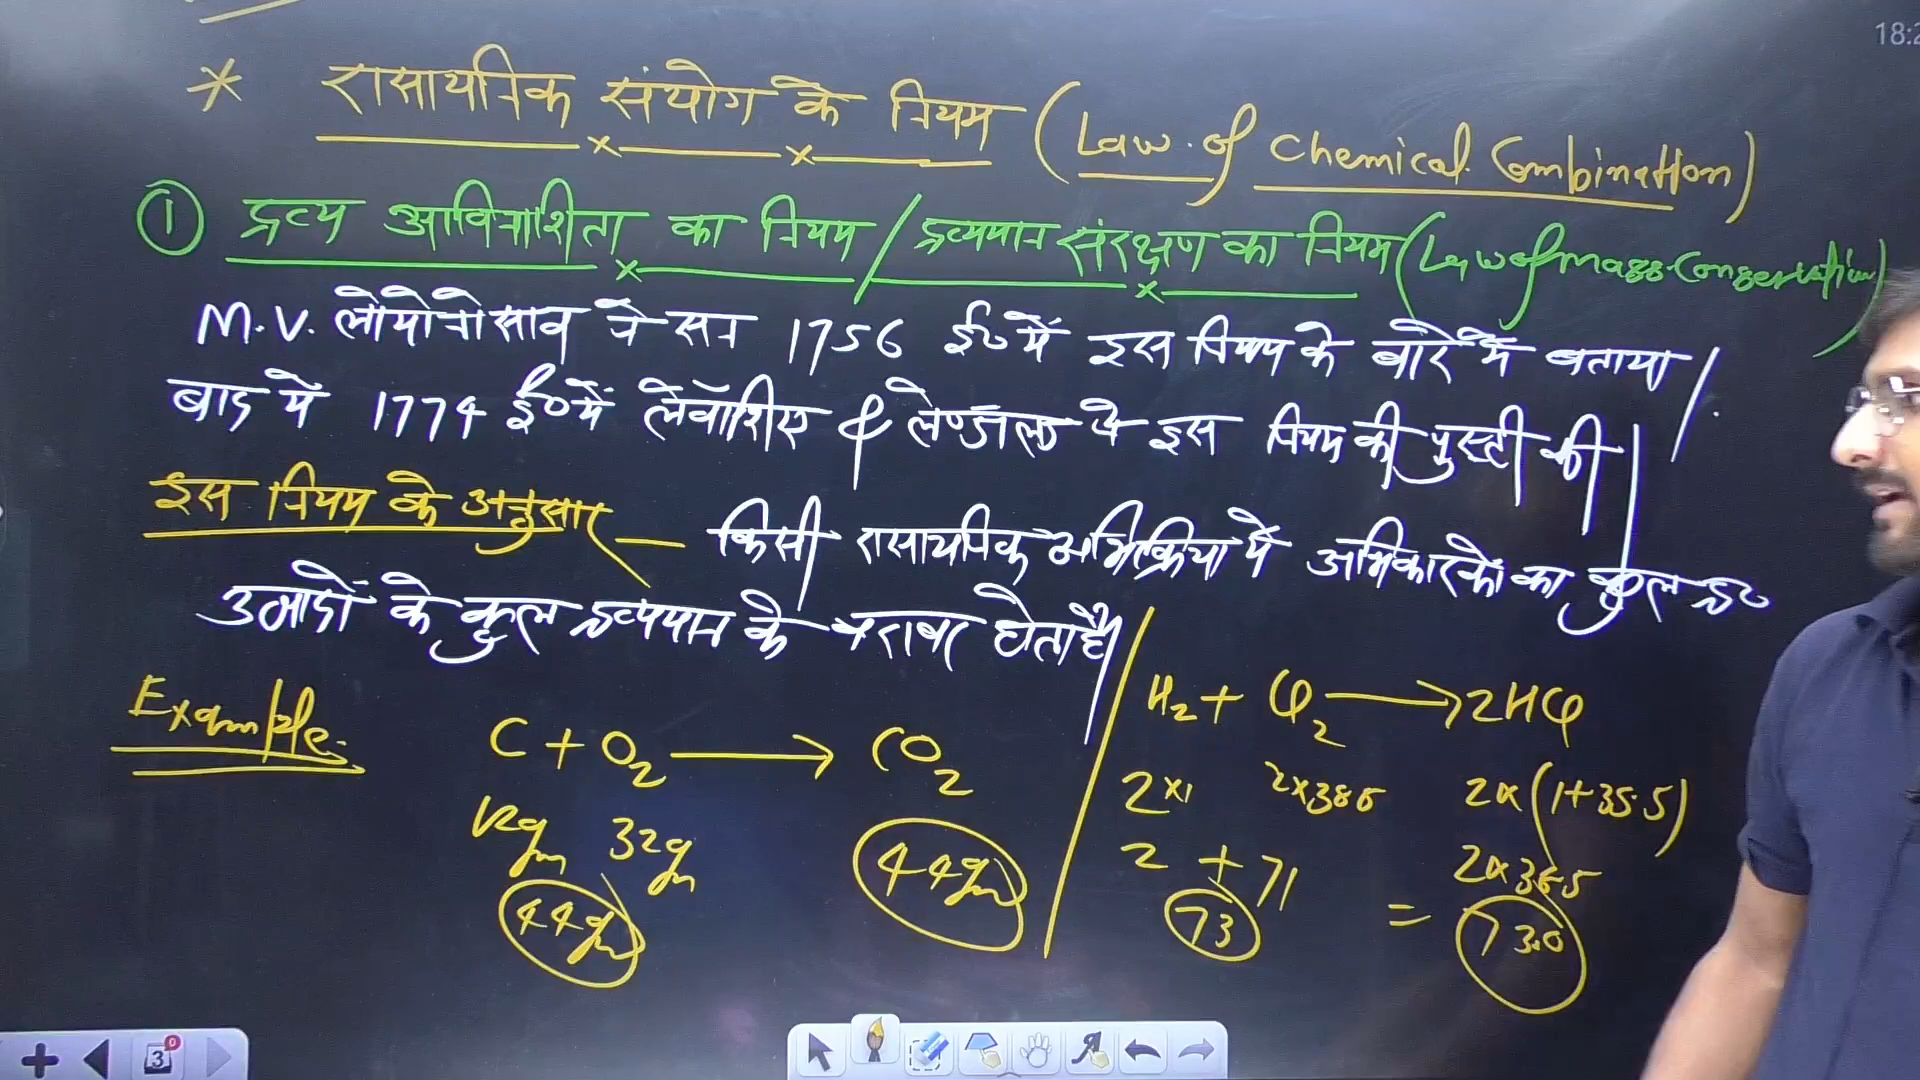 18:2
* रासायनिक संयोग के नियम (Law of Chemical Combination)
① द्रव्य अविनाशिता का नियम / द्रव्यमान संरक्षण का नियम (Law of mass Conservation)
M.V. लोमोनोसाव ने सन 1756 ई० में इस नियम के बारे में बताया।
बाद में 1774 ई० में लेवॉशिए & लेण्डाल्ट ने इस नियम की पुस्टी की।
इस नियम के अनुसार — किसी रासायनिक अभिक्रिया में अभिकारकों का कुल द्र०
उत्पादों के कुल द्रव्यमान के बराबर होता है।
Example:-
C + O2 ⟶ CO2
12gm 32gm
44gm 44gm
H2 + Cl2 ⟶ 2HCl
2×1 2×35.5 2×(1+35.5)
2 + 71 2×36.5
73 = 73.0
3 0